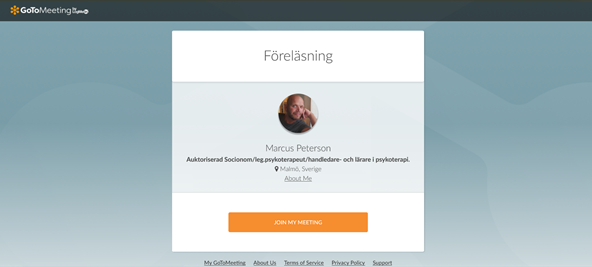 GoToMeeting by LogMeIn
Föreläsning
Marcus Peterson
Auktoriserad Socionom/leg.psykoterapeut/handledare- och lärare i psykoterapi.
Malmö, Sverige
About Me
JOIN MY MEETING
My GoToMeeting About Us Terms of Service Privacy Policy Support